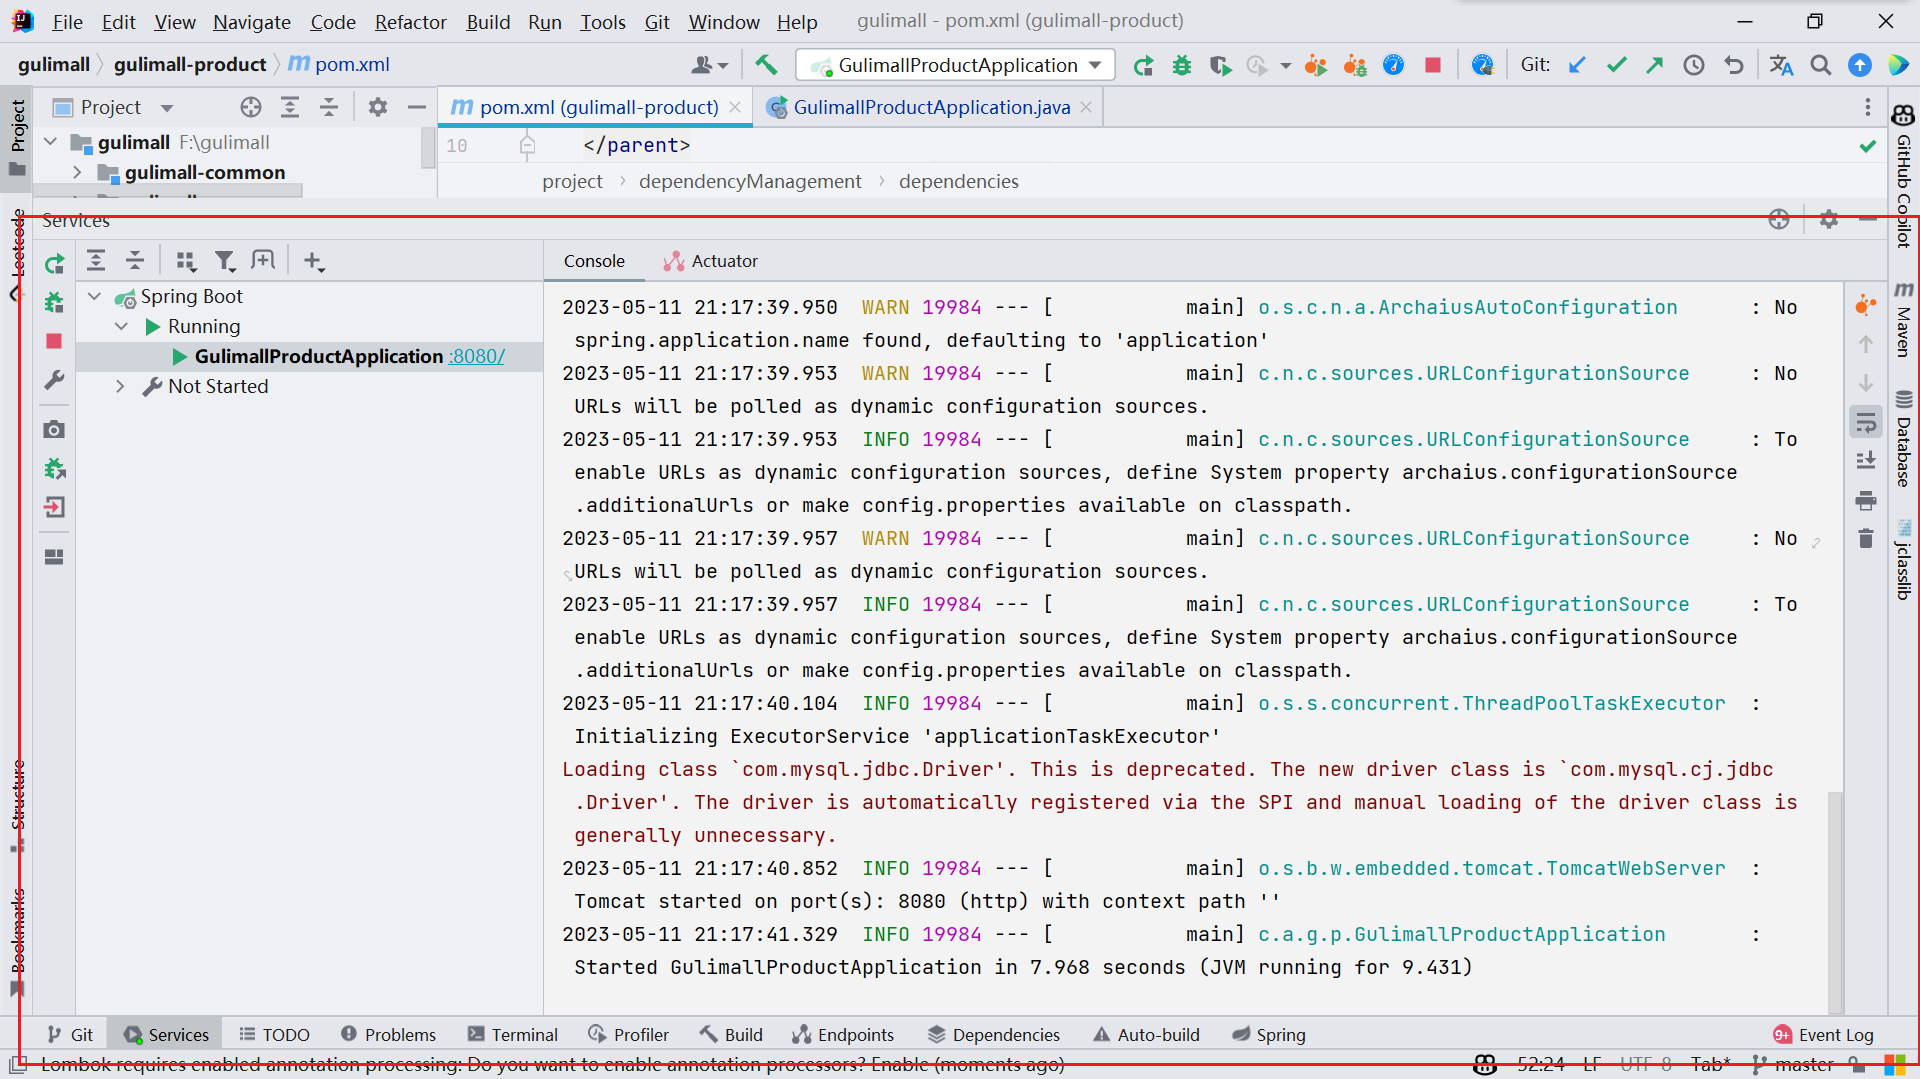 File Edit View Navigate Code Refactor Build Run Tools Git Window Help gulimall - pom.xml (gulimall-product)
gulimall gulimall-product m pom.xml GulimallProductApplication Git:
Project m pom.xml (gulimall-product) GulimallProductApplication.java
gulimall F:\gulimall 10 </parent>
gulimall-common
project dependencyManagement dependencies
Services
Console Actuator
Spring Boot
Running
GulimallProductApplication :8080/
Not Started
2023-05-11 21:17:39.950 WARN 19984 --- [ main] o.s.c.n.a.ArchaiusAutoConfiguration : No
spring.application.name found, defaulting to 'application'
2023-05-11 21:17:39.953 WARN 19984 --- [ main] c.n.c.sources.URLConfigurationSource : No
URLs will be polled as dynamic configuration sources.
2023-05-11 21:17:39.953 INFO 19984 --- [ main] c.n.c.sources.URLConfigurationSource : To
enable URLs as dynamic configuration sources, define System property archaius.configurationSource
.additionalUrls or make config.properties available on classpath.
2023-05-11 21:17:39.957 WARN 19984 --- [ main] c.n.c.sources.URLConfigurationSource : No
URLs will be polled as dynamic configuration sources.
2023-05-11 21:17:39.957 INFO 19984 --- [ main] c.n.c.sources.URLConfigurationSource : To
enable URLs as dynamic configuration sources, define System property archaius.configurationSource
.additionalUrls or make config.properties available on classpath.
2023-05-11 21:17:40.104 INFO 19984 --- [ main] o.s.s.concurrent.ThreadPoolTaskExecutor :
Initializing ExecutorService 'applicationTaskExecutor'
Loading class `com.mysql.jdbc.Driver'. This is deprecated. The new driver class is `com.mysql.cj.jdbc
.Driver'. The driver is automatically registered via the SPI and manual loading of the driver class is
generally unnecessary.
2023-05-11 21:17:40.852 INFO 19984 --- [ main] o.s.b.w.embedded.tomcat.TomcatWebServer :
Tomcat started on port(s): 8080 (http) with context path ''
2023-05-11 21:17:41.329 INFO 19984 --- [ main] c.a.g.p.GulimallProductApplication :
Started GulimallProductApplication in 7.968 seconds (JVM running for 9.431)
Project
Leetcode
Structure
Bookmarks
GitHub Copilot
m Maven
Database
jclasslib
Git Services TODO Problems Terminal Profiler Build Endpoints Dependencies Auto-build Spring 9+ Event Log
Lombok requires enabled annotation processing: Do you want to enable annotation processors? Enable (moments ago) 52:24 LF UTF-8 Tab* master